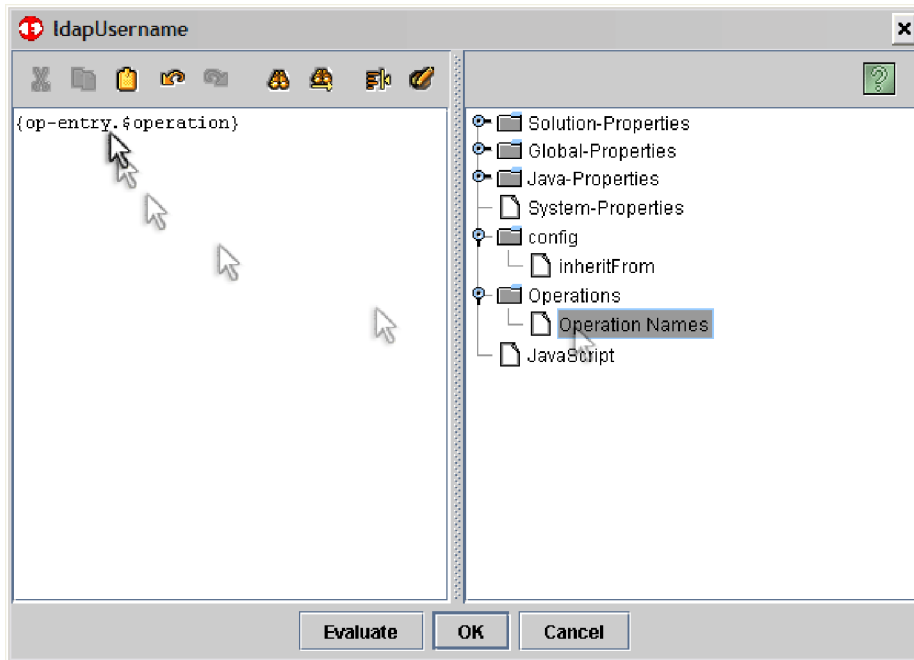 ldapUsername
{op-entry.$operation}
Solution-Properties
Global-Properties
Java-Properties
System-Properties
config
inheritFrom
Operations
Operation Names
JavaScript
Evaluate
OK
Cancel